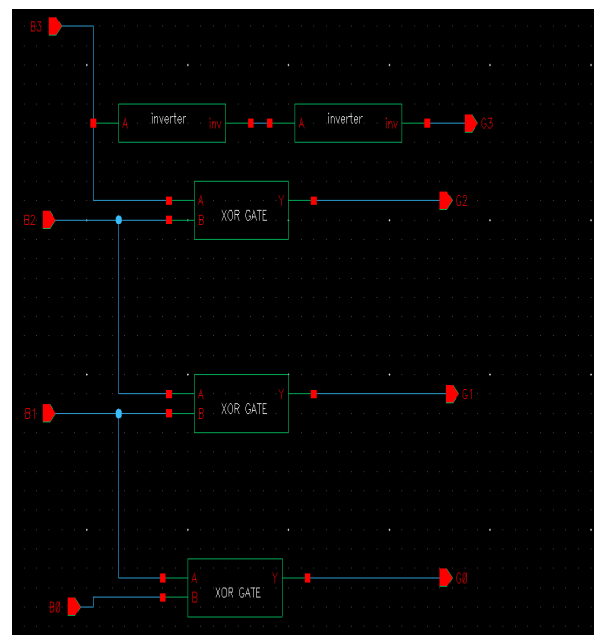 B3
inverter inverter
A inv A inv G3
A Y G2
B2 B XOR GATE
A Y G1
B1 B XOR GATE
A Y G0
B0 B XOR GATE